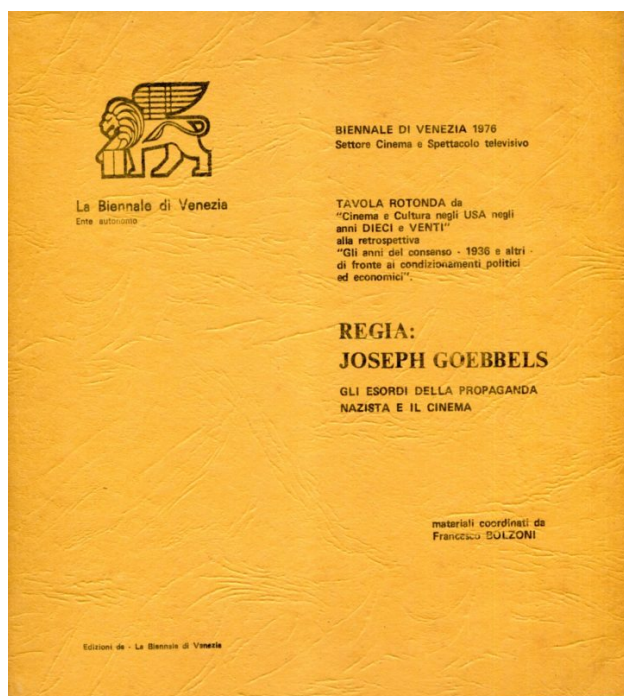 La Biennale di Venezia
Ente autonomo
BIENNALE DI VENEZIA 1976
Settore Cinema e Spettacolo televisivo
TAVOLA ROTONDA da
"Cinema e Cultura negli USA negli
anni DIECI e VENTI"
alla retrospettiva
"Gli anni del consenso - 1936 e altri -
di fronte ai condizionamenti politici
ed economici".
REGIA:
JOSEPH GOEBBELS
GLI ESORDI DELLA PROPAGANDA
NAZISTA E IL CINEMA
materiali coordinati da
Francesco BOLZONI
Edizioni de - La Biennale di Venezia